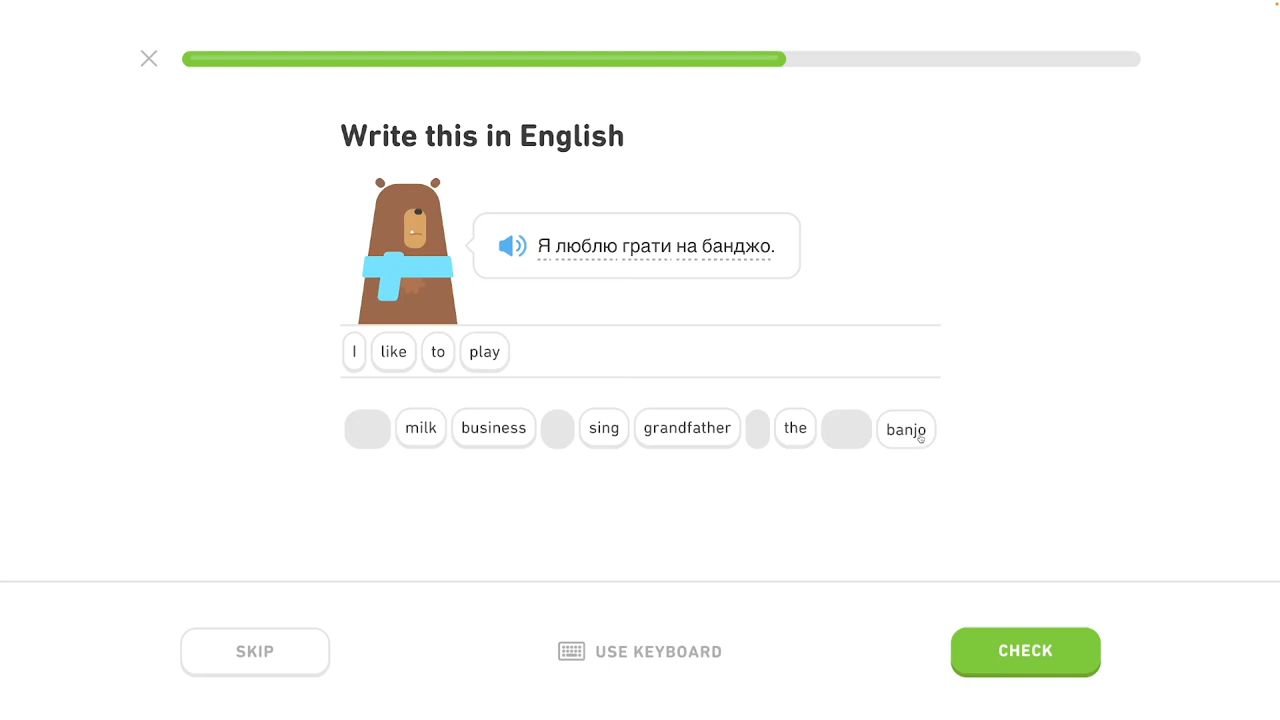 Write this in English
Я люблю грати на банджо.
I like to play
milk business sing grandfather the banjo
SKIP USE KEYBOARD CHECK